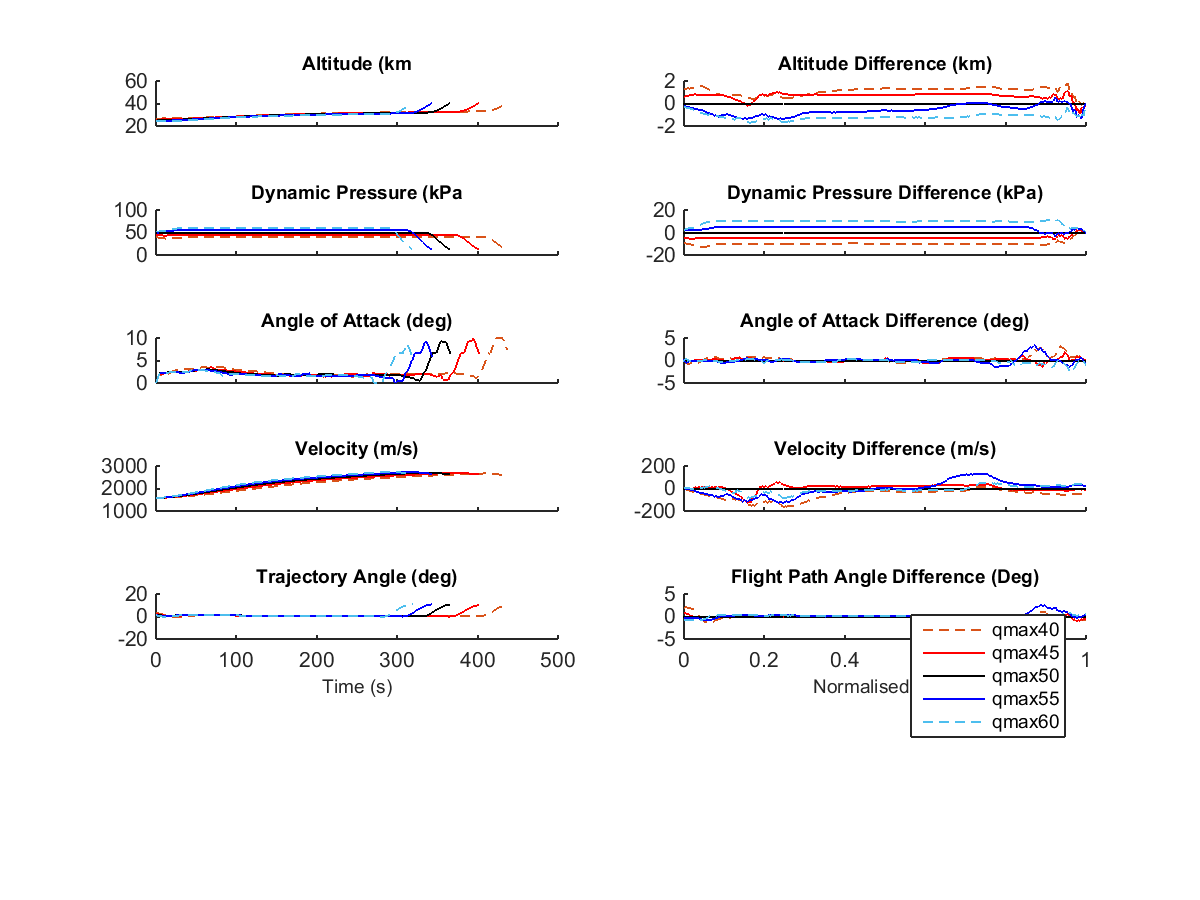 Altitude (km
60
40
20
Altitude Difference (km)
2
0
-2
Dynamic Pressure (kPa
100
50
0
Dynamic Pressure Difference (kPa)
20
0
-20
Angle of Attack (deg)
10
5
0
Angle of Attack Difference (deg)
5
0
-5
Velocity (m/s)
3000
2000
1000
Velocity Difference (m/s)
200
0
-200
Trajectory Angle (deg)
20
0
-20
0 100 200 300 400 500
Time (s)
Flight Path Angle Difference (Deg)
5
0
-5
0 0.2 0.4 1
Normalised
qmax40
qmax45
qmax50
qmax55
qmax60